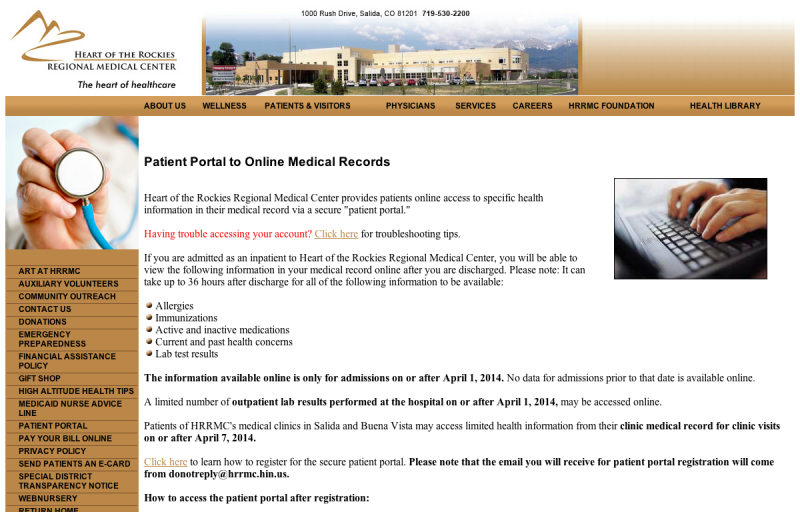 1000 Rush Drive, Salida, CO 81201 719-530-2200
HEART OF THE ROCKIES
REGIONAL MEDICAL CENTER
The heart of healthcare
ABOUT US WELLNESS PATIENTS & VISITORS PHYSICIANS SERVICES CAREERS HRRMC FOUNDATION HEALTH LIBRARY
Patient Portal to Online Medical Records
Heart of the Rockies Regional Medical Center provides patients online access to specific health
information in their medical record via a secure "patient portal."
Having trouble accessing your account? Click here for troubleshooting tips.
If you are admitted as an inpatient to Heart of the Rockies Regional Medical Center, you will be able to
view the following information in your medical record online after you are discharged. Please note: It can
take up to 36 hours after discharge for all of the following information to be available:
Allergies
Immunizations
Active and inactive medications
Current and past health concerns
Lab test results
The information available online is only for admissions on or after April 1, 2014. No data for admissions prior to that date is available online.
A limited number of outpatient lab results performed at the hospital on or after April 1, 2014, may be accessed online.
Patients of HRRMC's medical clinics in Salida and Buena Vista may access limited health information from their clinic medical record for clinic visits
on or after April 7, 2014.
Click here to learn how to register for the secure patient portal. Please note that the email you will receive for patient portal registration will come
from donotreply@hrrmc.hin.us.
How to access the patient portal after registration:
ART AT HRRMC
AUXILIARY VOLUNTEERS
COMMUNITY OUTREACH
CONTACT US
DONATIONS
EMERGENCY
PREPAREDNESS
FINANCIAL ASSISTANCE
POLICY
GIFT SHOP
HIGH ALTITUDE HEALTH TIPS
MEDICAID NURSE ADVICE
LINE
PATIENT PORTAL
PAY YOUR BILL ONLINE
PRIVACY POLICY
SEND PATIENTS AN E-CARD
SPECIAL DISTRICT
TRANSPARENCY NOTICE
WEBNURSERY
RETURN HOME